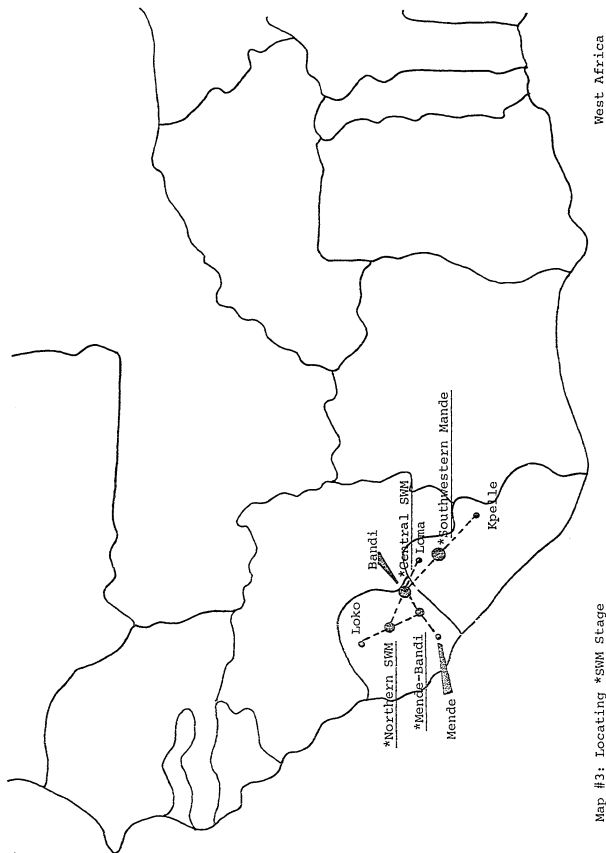 Loko
Bandi
*Northern SWM
*Central SWM
Loma
*Mende-Bandi
*Southwestern Mande
Mende
Kpelle
Map #3: Locating *SWM Stage
West Africa